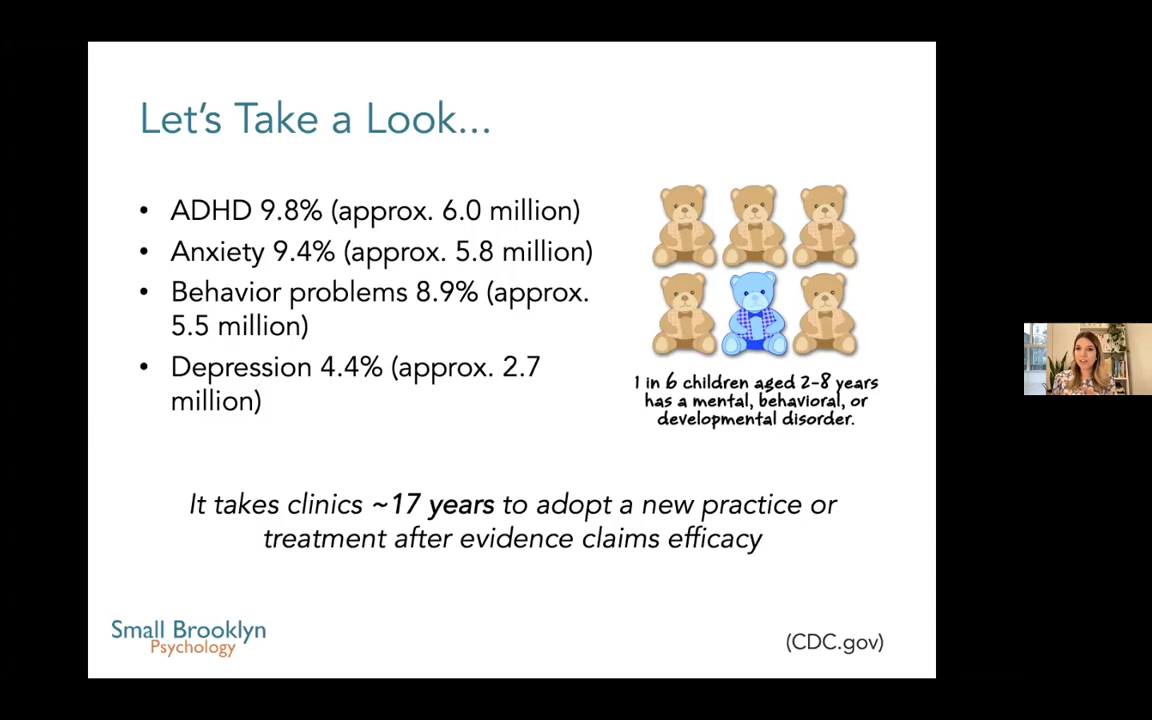 Let's Take a Look...
• ADHD 9.8% (approx. 6.0 million)
• Anxiety 9.4% (approx. 5.8 million)
• Behavior problems 8.9% (approx.
5.5 million)
• Depression 4.4% (approx. 2.7
million)
1 in 6 children aged 2-8 years
has a mental, behavioral, or
developmental disorder.
It takes clinics ~17 years to adopt a new practice or
treatment after evidence claims efficacy
Small Brooklyn
Psychology
(CDC.gov)